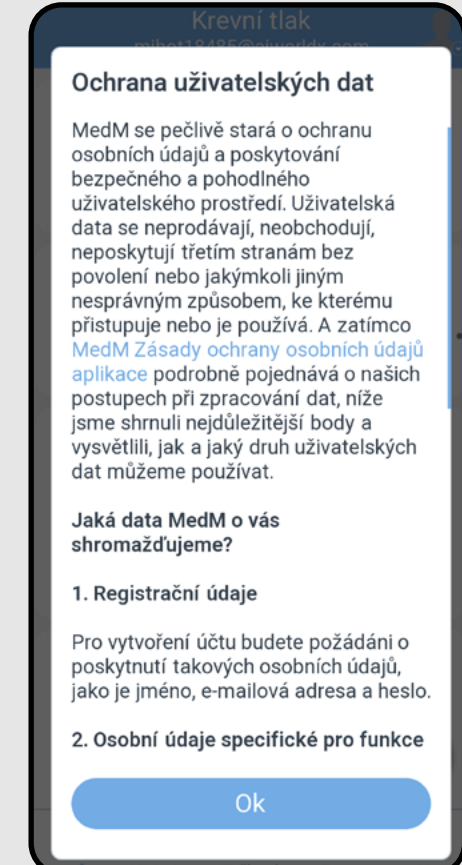 Krevní tlak
Ochrana uživatelských dat
MedM se pečlivě stará o ochranu
osobních údajů a poskytování
bezpečného a pohodlného
uživatelského prostředí. Uživatelská
data se neprodávají, neobchodují,
neposkytují třetím stranám bez
povolení nebo jakýmkoli jiným
nesprávným způsobem, ke kterému
přistupuje nebo je používá. A zatímco
MedM Zásady ochrany osobních údajů
aplikace podrobně pojednává o našich
postupech při zpracování dat, níže
jsme shrnuli nejdůležitější body a
vysvětlili, jak a jaký druh uživatelských
dat můžeme používat.
Jaká data MedM o vás
shromažďujeme?
1. Registrační údaje
Pro vytvoření účtu budete požádáni o
poskytnutí takových osobních údajů,
jako je jméno, e-mailová adresa a heslo.
2. Osobní údaje specifické pro funkce
Ok